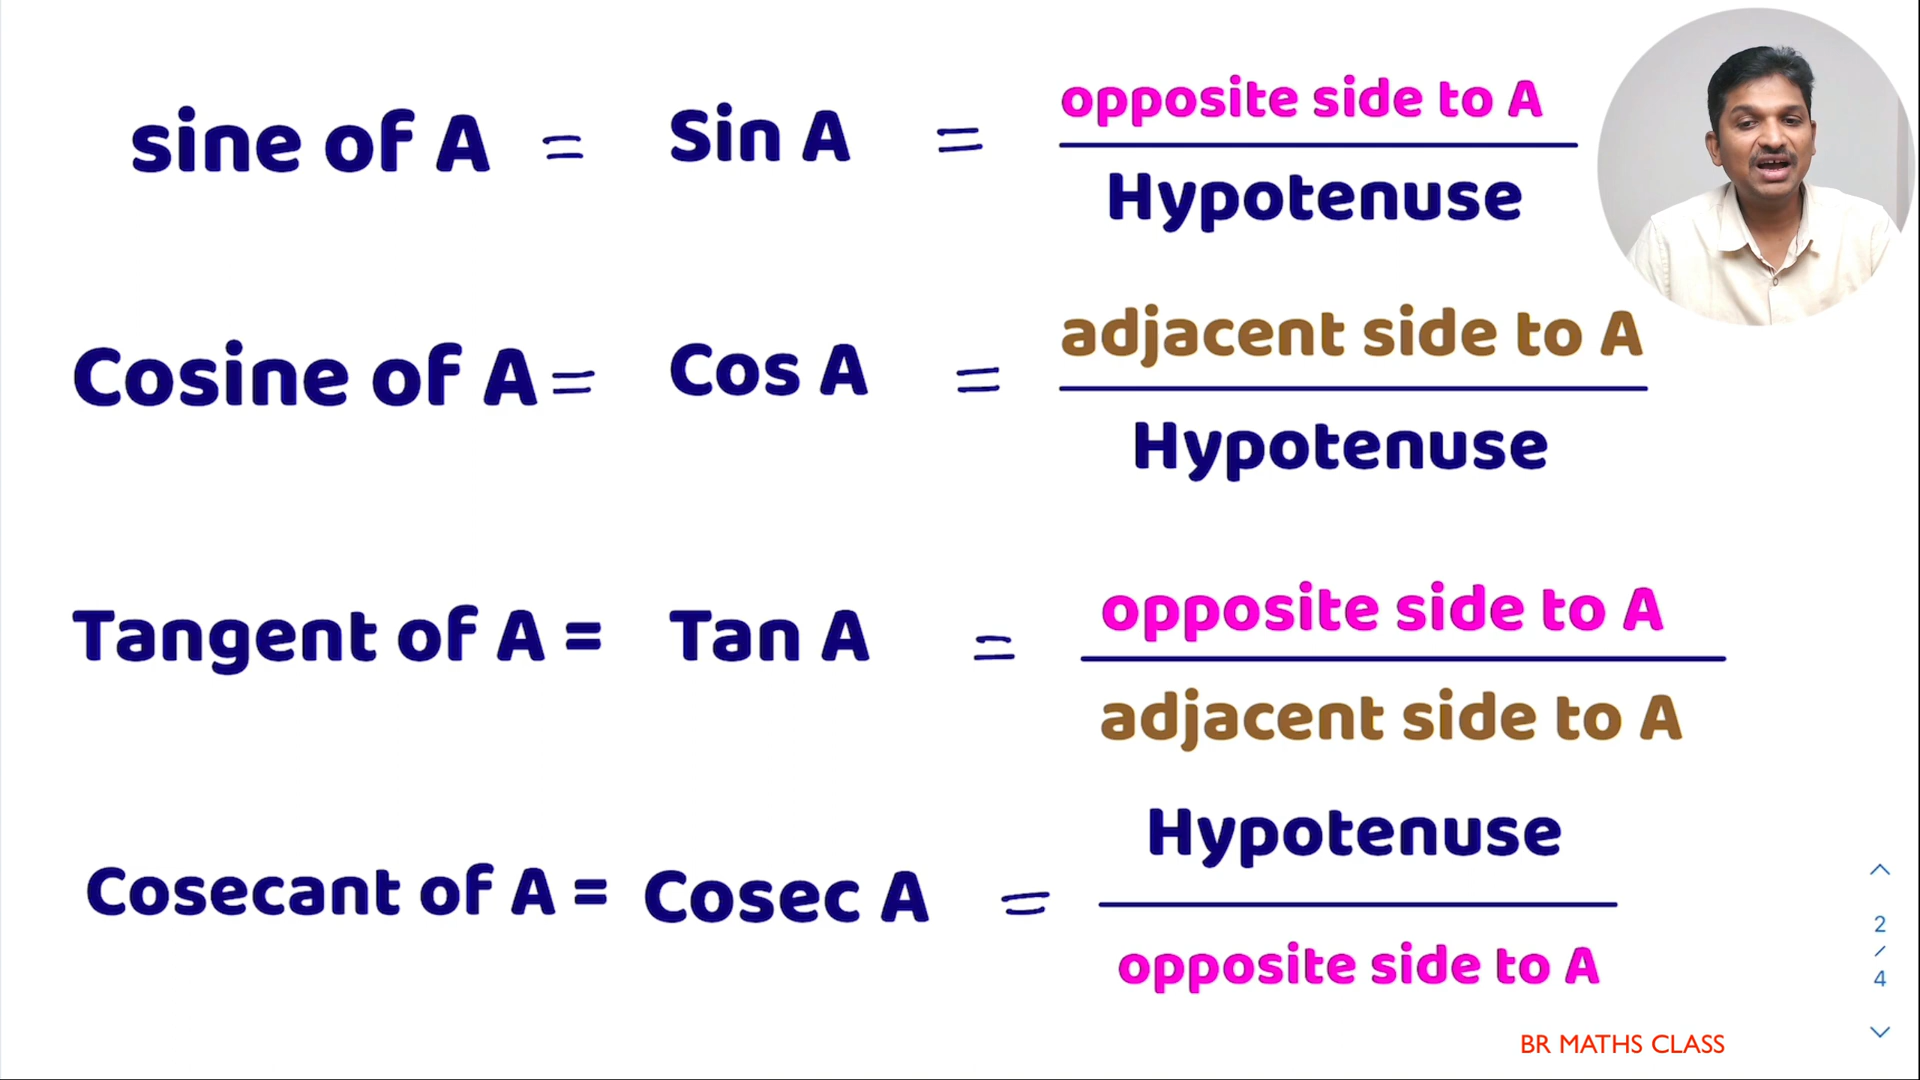 opposite side to A
sine of A = Sin A =
Hypotenuse
adjacent side to A
Cosine of A = Cos A =
Hypotenuse
opposite side to A
Tangent of A = Tan A =
adjacent side to A
Hypotenuse
Cosecant of A = Cosec A =
opposite side to A
2
/
4
BR MATHS CLASS